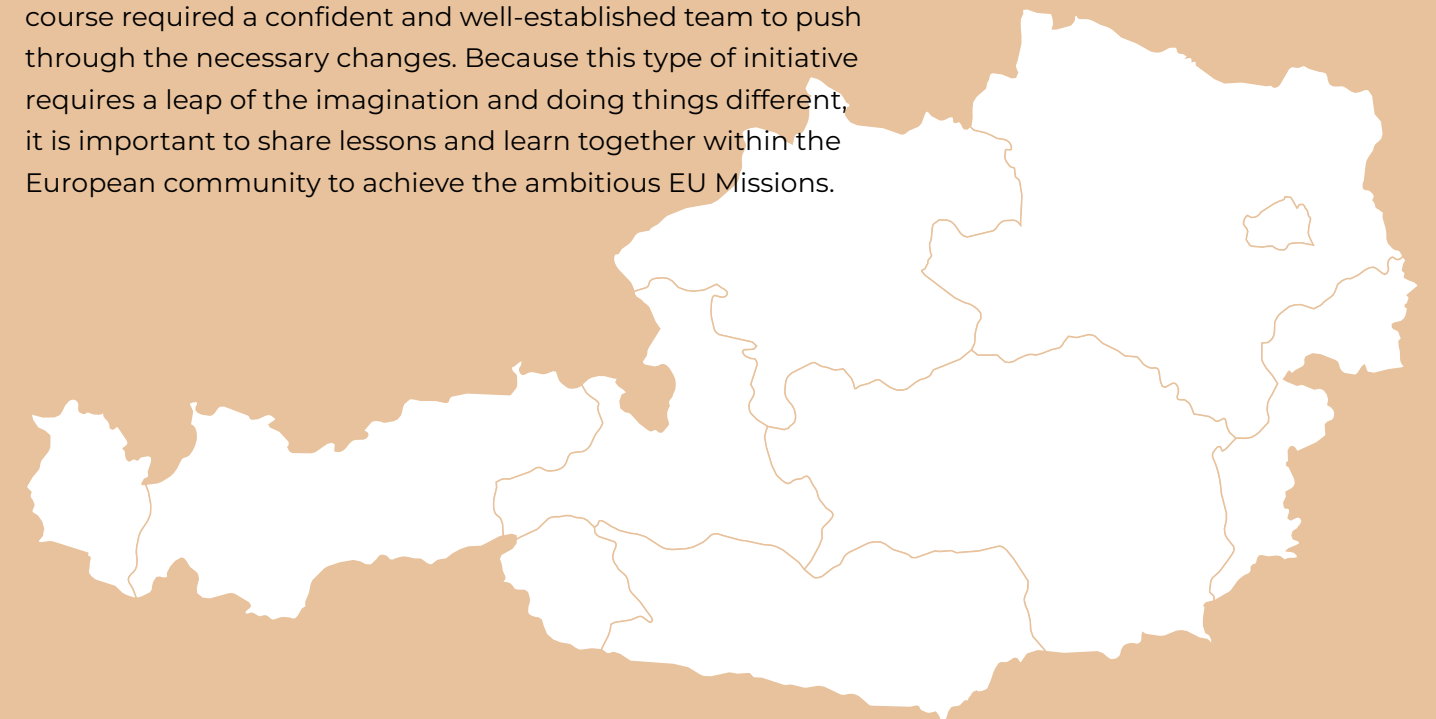 course required a confident and well-established team to push
through the necessary changes. Because this type of initiative
requires a leap of the imagination and doing things different,
it is important to share lessons and learn together within the
European community to achieve the ambitious EU Missions.